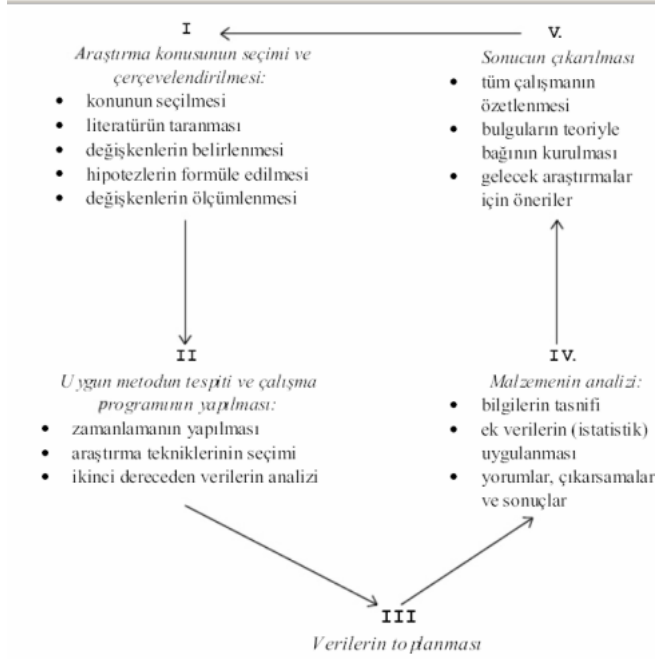 I
Araştırma konusunun seçimi ve
çerçevelendirilmesi:
• konunun seçilmesi
• literatürün taranması
• değişkenlerin belirlenmesi
• hipotezlerin formüle edilmesi
• değişkenlerin ölçümlenmesi
II
Uygun metodun tespiti ve çalışma
programının yapılması:
• zamanlamanın yapılması
• araştırma tekniklerinin seçimi
• ikinci dereceden verilerin analizi
III
Verilerin toplanması
IV.
Malzemenin analizi:
• bilgilerin tasnifi
• ek verilerin (istatistik)
uygulanması
• yorumlar, çıkarsamalar
ve sonuçlar
V.
Sonucun çıkarılması
• tüm çalışmanın
özetlenmesi
• bulguların teoriyle
bağının kurulması
• gelecek araştırmalar
için öneriler